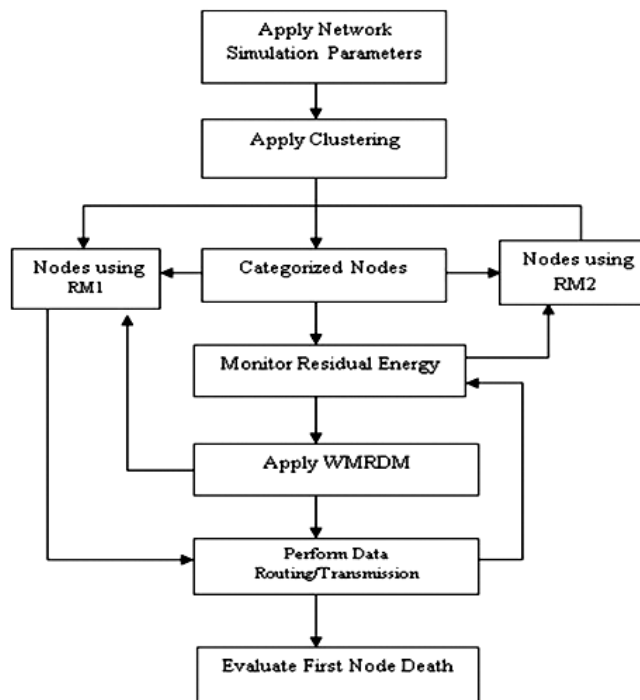 Apply Network
Simulation Parameters
Apply Clustering
Nodes using
RM1
Categorized Nodes
Nodes using
RM2
Monitor Residual Energy
Apply WMRDM
Perform Data
Routing/Transmission
Evaluate First Node Death